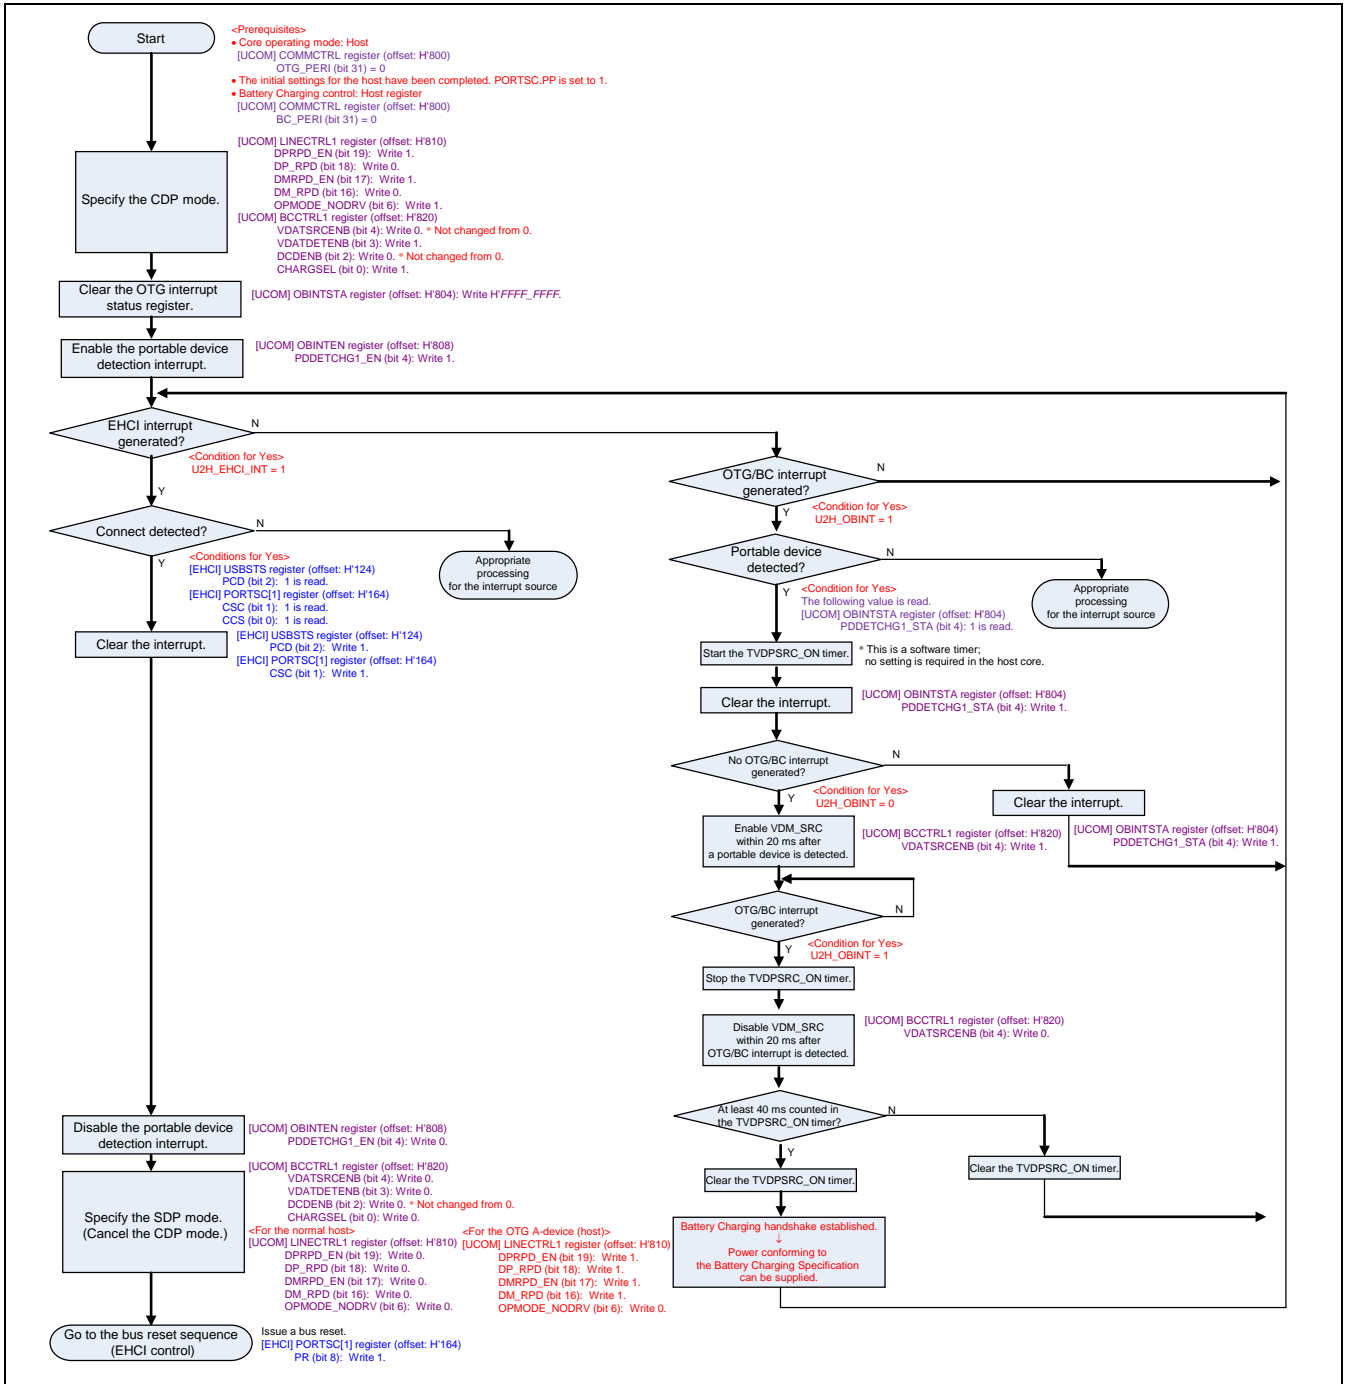 Start
<Prerequisites>
• Core operating mode: Host
[UCOM] COMMCTRL register (offset: H'800)
OTG_PERI (bit 31) = 0
• The initial settings for the host have been completed. PORTSC.PP is set to 1.
• Battery Charging control: Host register
[UCOM] COMMCTRL register (offset: H'800)
BC_PERI (bit 31) = 0
Specify the CDP mode.
[UCOM] LINECTRL1 register (offset: H'810)
DPRPD_EN (bit 19): Write 1.
DP_RPD (bit 18): Write 0.
DMRPD_EN (bit 17): Write 1.
DM_RPD (bit 16): Write 0.
OPMODE_NODRV (bit 6): Write 1.
[UCOM] BCCTRL1 register (offset: H'820)
VDATSRCENB (bit 4): Write 0. * Not changed from 0.
VDATDETENB (bit 3): Write 1.
DCDENB (bit 2): Write 0. * Not changed from 0.
CHARGSEL (bit 0): Write 1.
Clear the OTG interrupt
status register.
[UCOM] OBINTSTA register (offset: H'804): Write H'FFFF_FFFF.
Enable the portable device
detection interrupt.
[UCOM] OBINTEN register (offset: H'808)
PDDETCHG1_EN (bit 4): Write 1.
EHCI interrupt
generated?
N
<Condition for Yes>
U2H_EHCI_INT = 1
Y
Connect detected?
N
Y
<Conditions for Yes>
[EHCI] USBSTS register (offset: H'124)
PCD (bit 2): 1 is read.
[EHCI] PORTSC[1] register (offset: H'164)
CSC (bit 1): 1 is read.
CCS (bit 0): 1 is read.
Appropriate
processing
for the interrupt source
Clear the interrupt.
[EHCI] USBSTS register (offset: H'124)
PCD (bit 2): Write 1.
[EHCI] PORTSC[1] register (offset: H'164)
CSC (bit 1): Write 1.
OTG/BC interrupt
generated?
N
Y
<Condition for Yes>
U2H_OBINT = 1
Portable device
detected?
N
Y
<Condition for Yes>
The following value is read.
[UCOM] OBINTSTA register (offset: H'804)
PDDETCHG1_STA (bit 4): 1 is read.
Appropriate
processing
for the interrupt source
Start the TVDPSRC_ON timer.
* This is a software timer;
no setting is required in the host core.
Clear the interrupt.
[UCOM] OBINTSTA register (offset: H'804)
PDDETCHG1_STA (bit 4): Write 1.
No OTG/BC interrupt
generated?
N
Y
<Condition for Yes>
U2H_OBINT = 0
Clear the interrupt.
[UCOM] OBINTSTA register (offset: H'804)
PDDETCHG1_STA (bit 4): Write 1.
Enable VDM_SRC
within 20 ms after
a portable device is detected.
[UCOM] BCCTRL1 register (offset: H'820)
VDATSRCENB (bit 4): Write 1.
OTG/BC interrupt
generated?
N
Y
<Condition for Yes>
U2H_OBINT = 1
Stop the TVDPSRC_ON timer.
Disable VDM_SRC
within 20 ms after
OTG/BC interrupt is detected.
[UCOM] BCCTRL1 register (offset: H'820)
VDATSRCENB (bit 4): Write 0.
At least 40 ms counted in
the TVDPSRC_ON timer?
N
Y
Clear the TVDPSRC_ON timer.
Clear the TVDPSRC_ON timer.
Battery Charging handshake established.
↓
Power conforming to
the Battery Charging Specification
can be supplied.
Disable the portable device
detection interrupt.
[UCOM] OBINTEN register (offset: H'808)
PDDETCHG1_EN (bit 4): Write 0.
Specify the SDP mode.
(Cancel the CDP mode.)
[UCOM] BCCTRL1 register (offset: H'820)
VDATSRCENB (bit 4): Write 0.
VDATDETENB (bit 3): Write 0.
DCDENB (bit 2): Write 0. * Not changed from 0.
CHARGSEL (bit 0): Write 0.
<For the normal host>
[UCOM] LINECTRL1 register (offset: H'810)
DPRPD_EN (bit 19): Write 0.
DP_RPD (bit 18): Write 0.
DMRPD_EN (bit 17): Write 0.
DM_RPD (bit 16): Write 0.
OPMODE_NODRV (bit 6): Write 0.
<For the OTG A-device (host)>
[UCOM] LINECTRL1 register (offset: H'810)
DPRPD_EN (bit 19): Write 1.
DP_RPD (bit 18): Write 1.
DMRPD_EN (bit 17): Write 1.
DM_RPD (bit 16): Write 1.
OPMODE_NODRV (bit 6): Write 0.
Go to the bus reset sequence
(EHCI control)
Issue a bus reset.
[EHCI] PORTSC[1] register (offset: H'164)
PR (bit 8): Write 1.